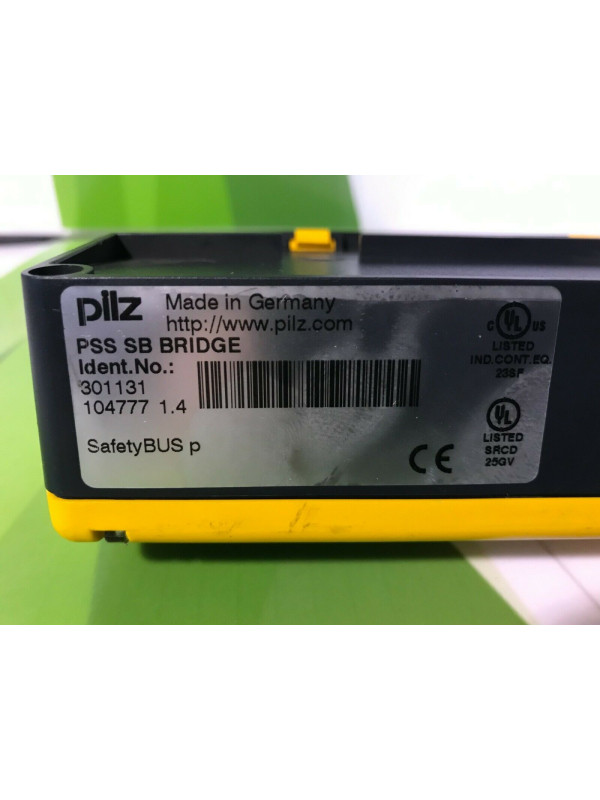 pilz Made in Germany
http://www.pilz.com
PSS SB BRIDGE
Ident.No.:
301131
104777 1.4
SafetyBUS p
C UL US
LISTED
IND.CONT.EQ.
23SF
UL
LISTED
SRCD
25GV
CE